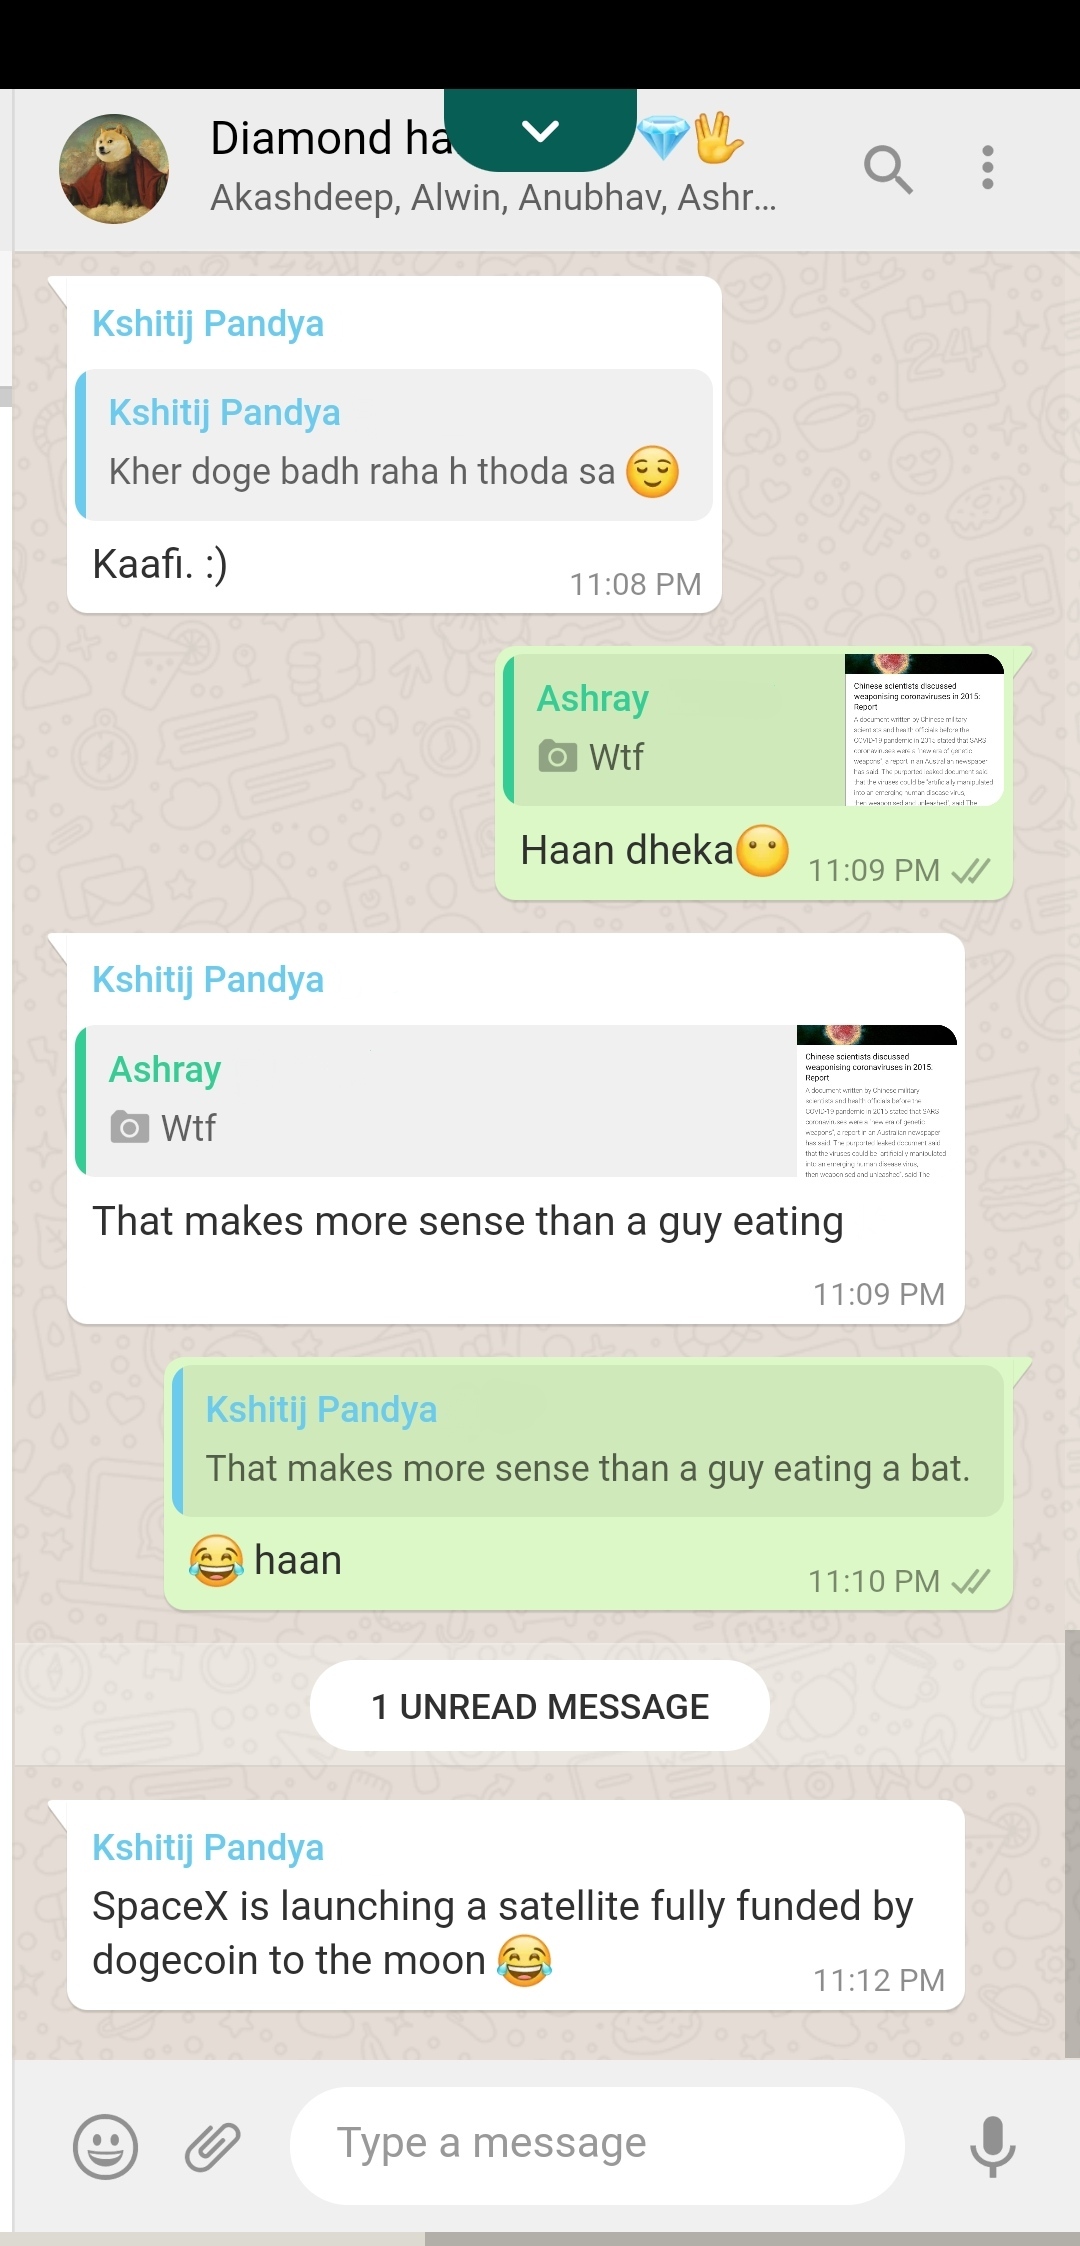 Diamond ha 💎🖖
Akashdeep, Alwin, Anubhav, Ashr...
Kshitij Pandya
Kshitij Pandya
Kher doge badh raha h thoda sa 😌
Kaafi. :)
11:08 PM
Ashray
Wtf
Chinese scientists discussed
weaponising coronaviruses in 2015:
Report
A document written by Chinese military
scientists and health officials before the
COVID-19 pandemic in 2015 stated that SARS
coronaviruses were a "new era of genetic
weapons", a report in an Australian newspaper
has said. The purported leaked document said
that the viruses could be "artificially manipulated
into an emerging human disease virus,
then weaponised and unleashed", said The
Haan dheka😶
11:09 PM
Kshitij Pandya
Ashray
Wtf
Chinese scientists discussed
weaponising coronaviruses in 2015:
Report
A document written by Chinese military
scientists and health officials before the
COVID-19 pandemic in 2015 stated that SARS
coronaviruses were a "new era of genetic
weapons", a report in an Australian newspaper
has said. The purported leaked document said
that the viruses could be "artificially manipulated
into an emerging human disease virus,
then weaponised and unleashed", said The
That makes more sense than a guy eating
11:09 PM
Kshitij Pandya
That makes more sense than a guy eating a bat.
😂 haan
11:10 PM
1 UNREAD MESSAGE
Kshitij Pandya
SpaceX is launching a satellite fully funded by
dogecoin to the moon 😂
11:12 PM
Type a message